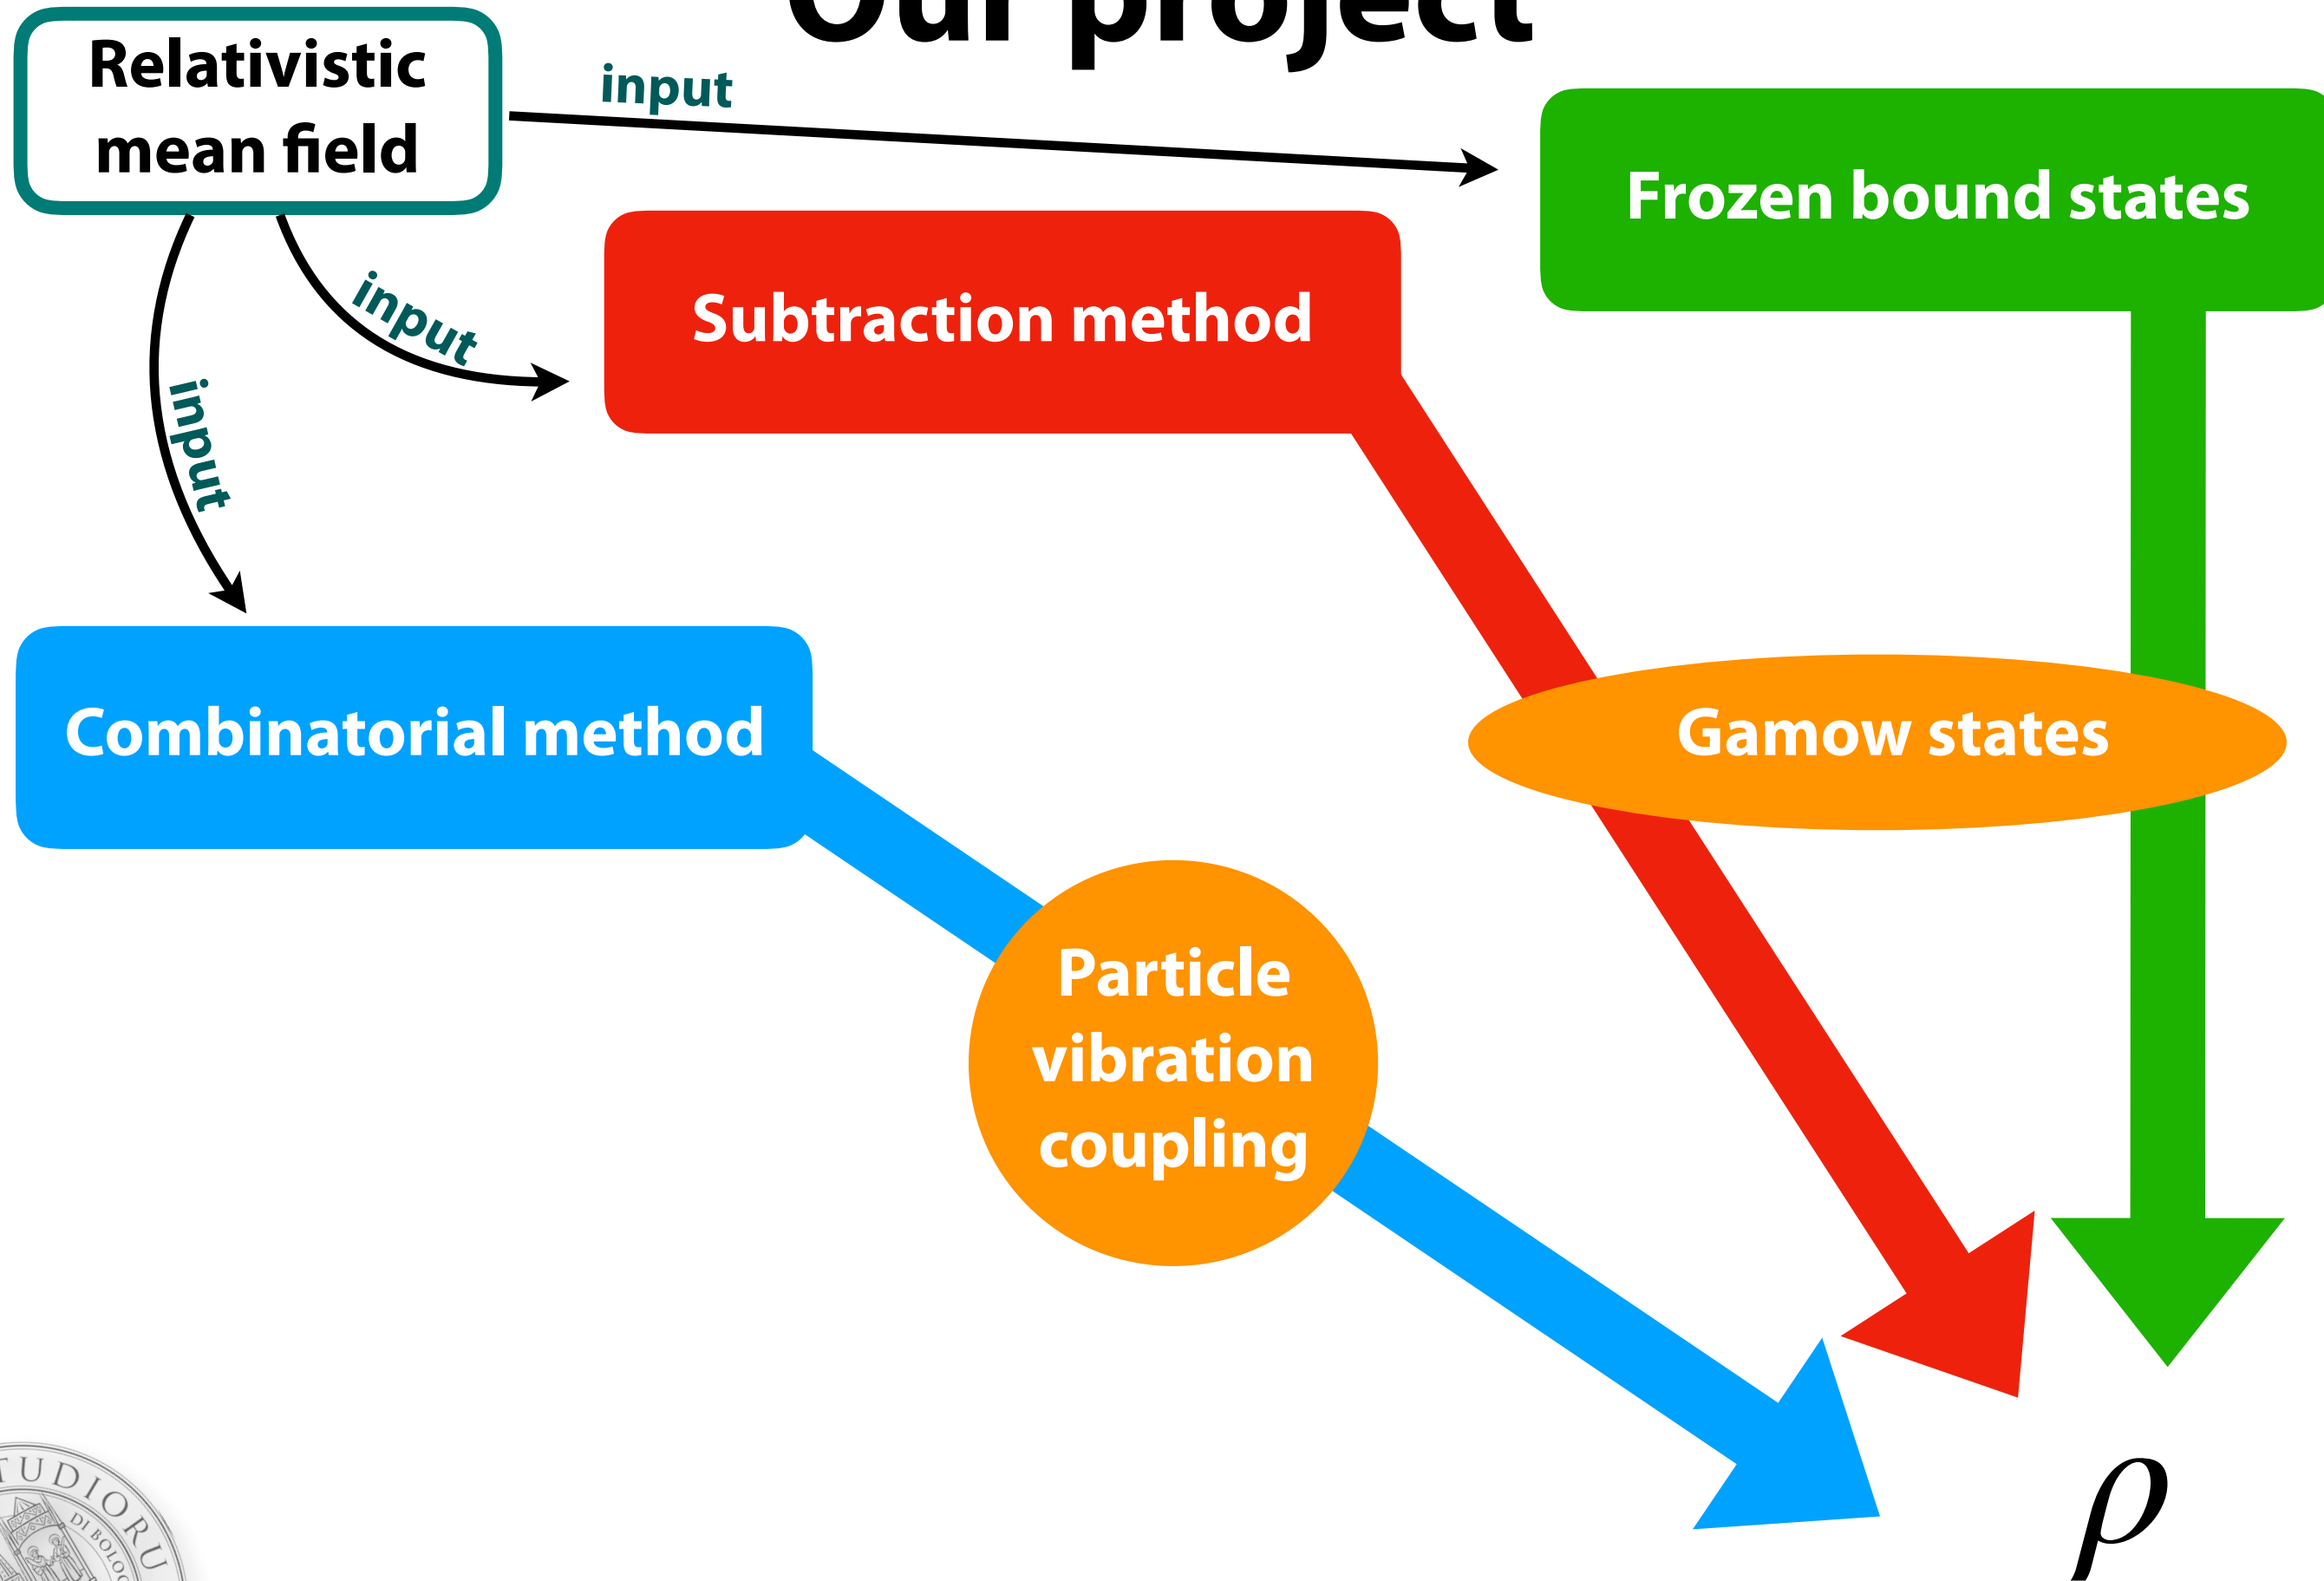 Our project
Relativistic
mean field
input
input
input
Frozen bound states
Subtraction method
Combinatorial method
Gamow states
Particle
vibration
coupling
ρ
TUDIORU
DI BOLOG